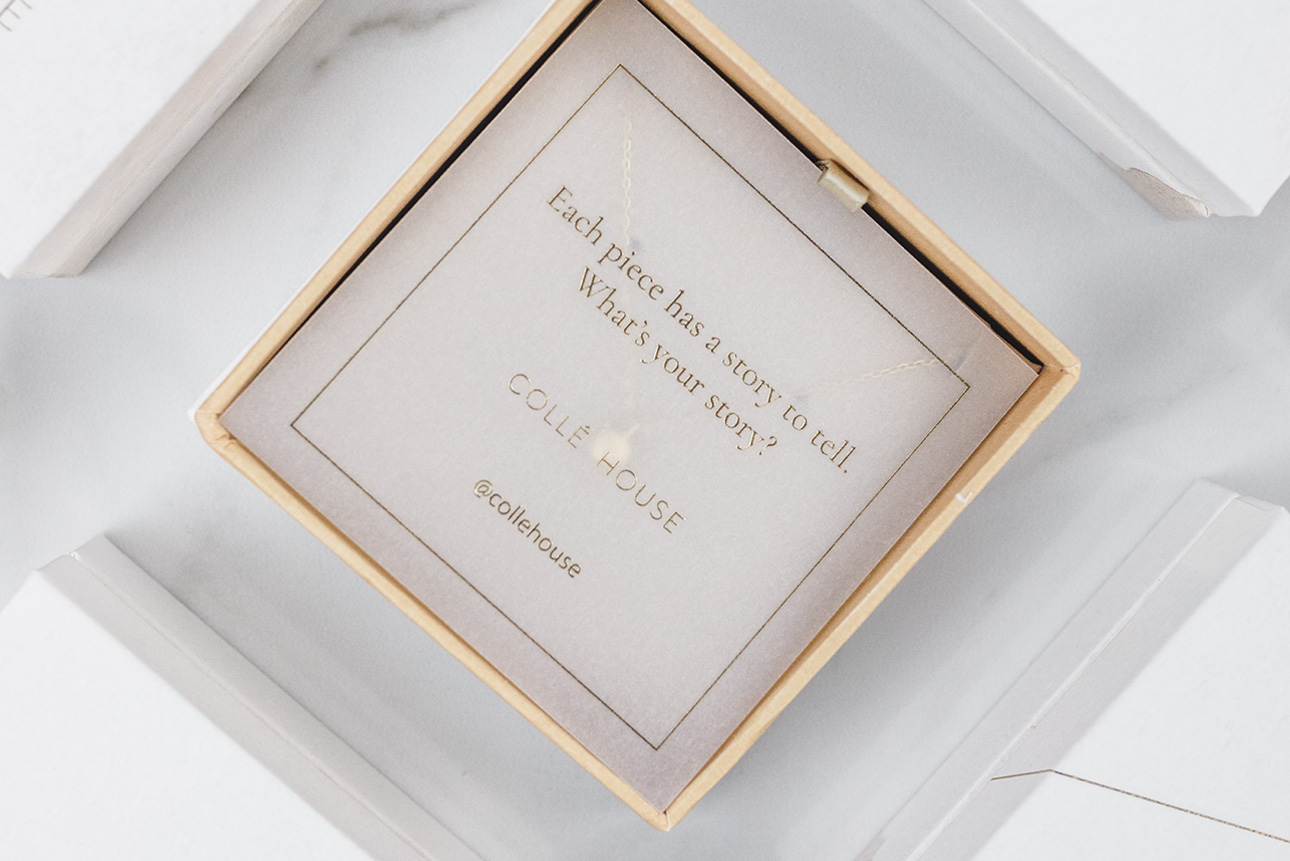 Each piece has a story to tell.
What's your story?
COLLÉ HOUSE
@collehouse